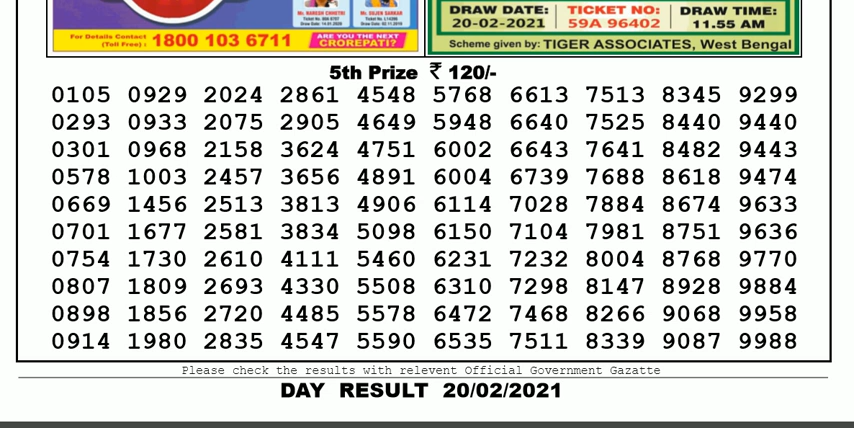 Mr. SURESH CHHETRI
Mr. SUJEN SARKAR
For Details Contact
(Toll Free) : 1800 103 6711
ARE YOU THE NEXT
CROREPATI?
DRAW DATE: TICKET NO: DRAW TIME:
20-02-2021 59A 96402 11.55 AM
Scheme given by: TIGER ASSOCIATES, West Bengal
5th Prize ₹ 120/-
0105 0929 2024 2861 4548 5768 6613 7513 8345 9299
0293 0933 2075 2905 4649 5948 6640 7525 8440 9440
0301 0968 2158 3624 4751 6002 6643 7641 8482 9443
0578 1003 2457 3656 4891 6004 6739 7688 8618 9474
0669 1456 2513 3813 4906 6114 7028 7884 8674 9633
0701 1677 2581 3834 5098 6150 7104 7981 8751 9636
0754 1730 2610 4111 5460 6231 7232 8004 8768 9770
0807 1809 2693 4330 5508 6310 7298 8147 8928 9884
0898 1856 2720 4485 5578 6472 7468 8266 9068 9958
0914 1980 2835 4547 5590 6535 7511 8339 9087 9988
Please check the results with relevent Official Government Gazatte
DAY RESULT 20/02/2021